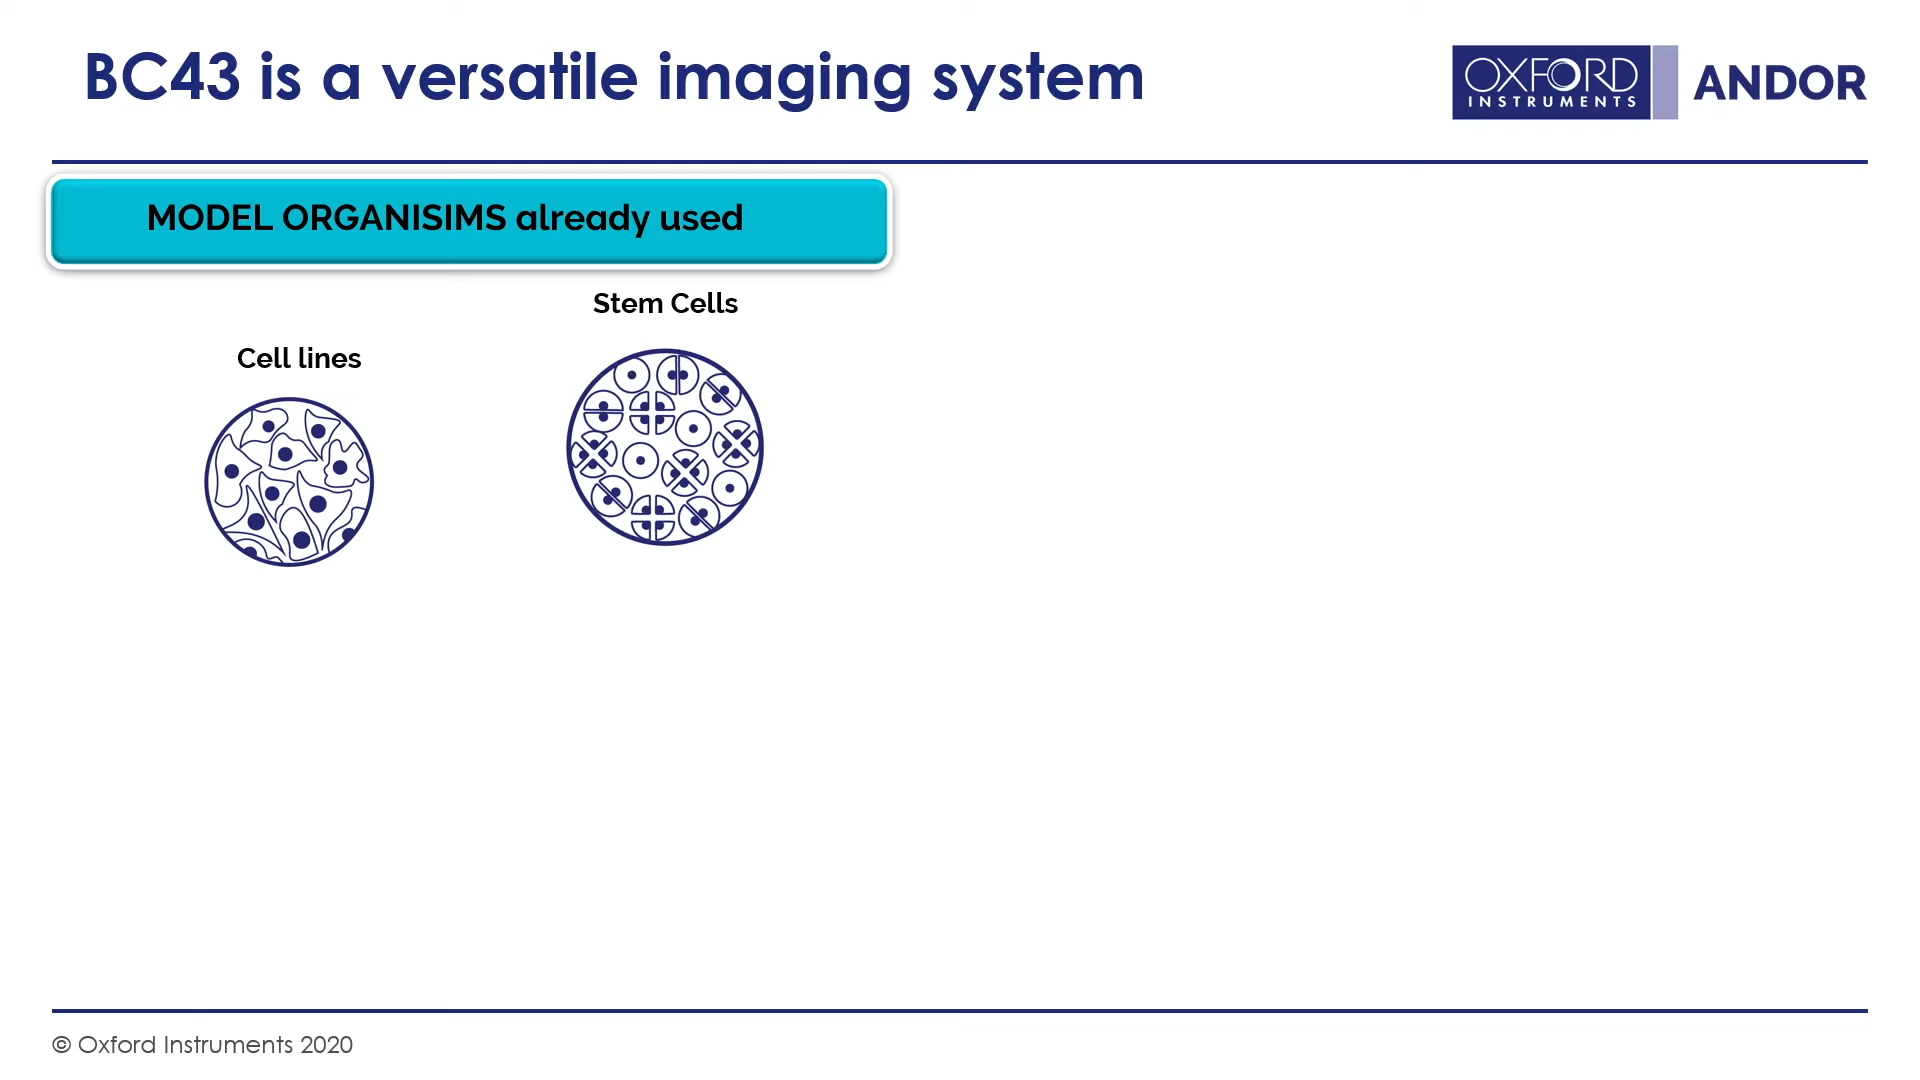 BC43 is a versatile imaging system
OXFORD
INSTRUMENTS
ANDOR
MODEL ORGANISIMS already used
Stem Cells
Cell lines
© Oxford Instruments 2020